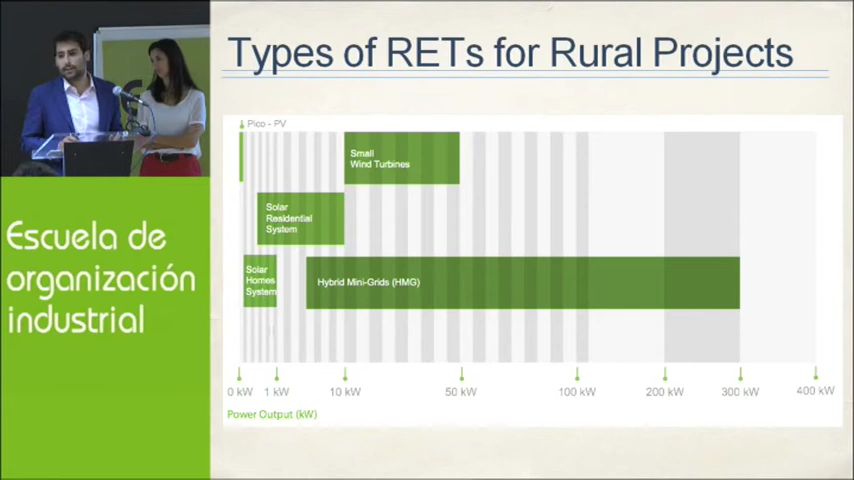 Types of RETs for Rural Projects
Pico - PV
Small
Wind Turbines
Solar
Residential
System
Solar
Homes
System
Hybrid Mini-Grids (HMG)
0 kW 1 kW 10 kW 50 kW 100 kW 200 kW 300 kW 400 kW
Power Output (kW)
Escuela de
organización
industrial